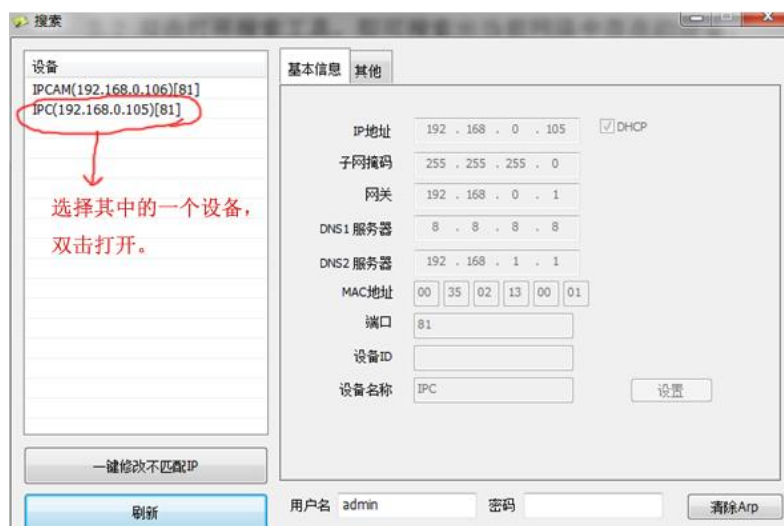 搜索
设备
IPCAM(192.168.0.106)[81]
IPC(192.168.0.105)[81]
选择其中的一个设备,
双击打开。
一键修改不匹配IP
刷新
基本信息 其他
IP地址 192 . 168 . 0 . 105 DHCP
子网掩码 255 . 255 . 255 . 0
网关 192 . 168 . 0 . 1
DNS1 服务器 8 . 8 . 8 . 8
DNS2 服务器 192 . 168 . 1 . 1
MAC地址 00 35 02 13 00 01
端口 81
设备ID
设备名称 IPC 设置
用户名 admin 密码 清除Arp